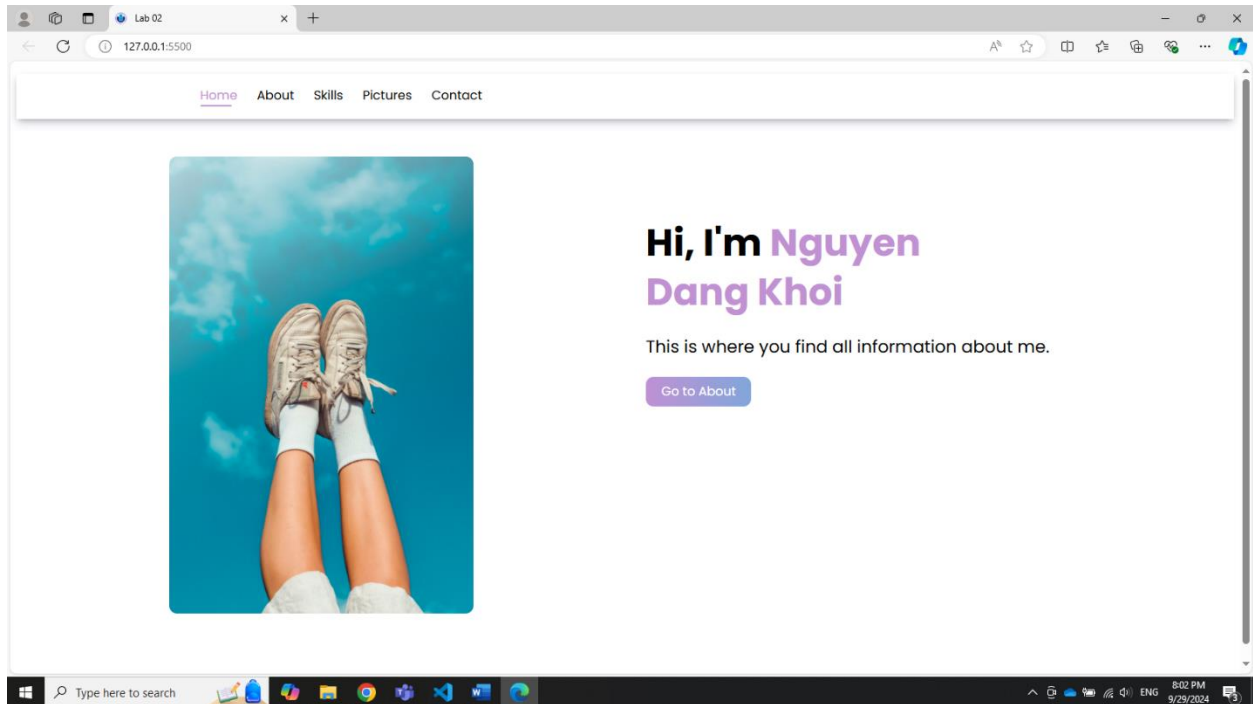 Lab 02
127.0.0.1:5500
Home About Skills Pictures Contact
Hi, I'm Nguyen
Dang Khoi
This is where you find all information about me.
Go to About
Type here to search
ENG
8:02 PM
9/29/2024